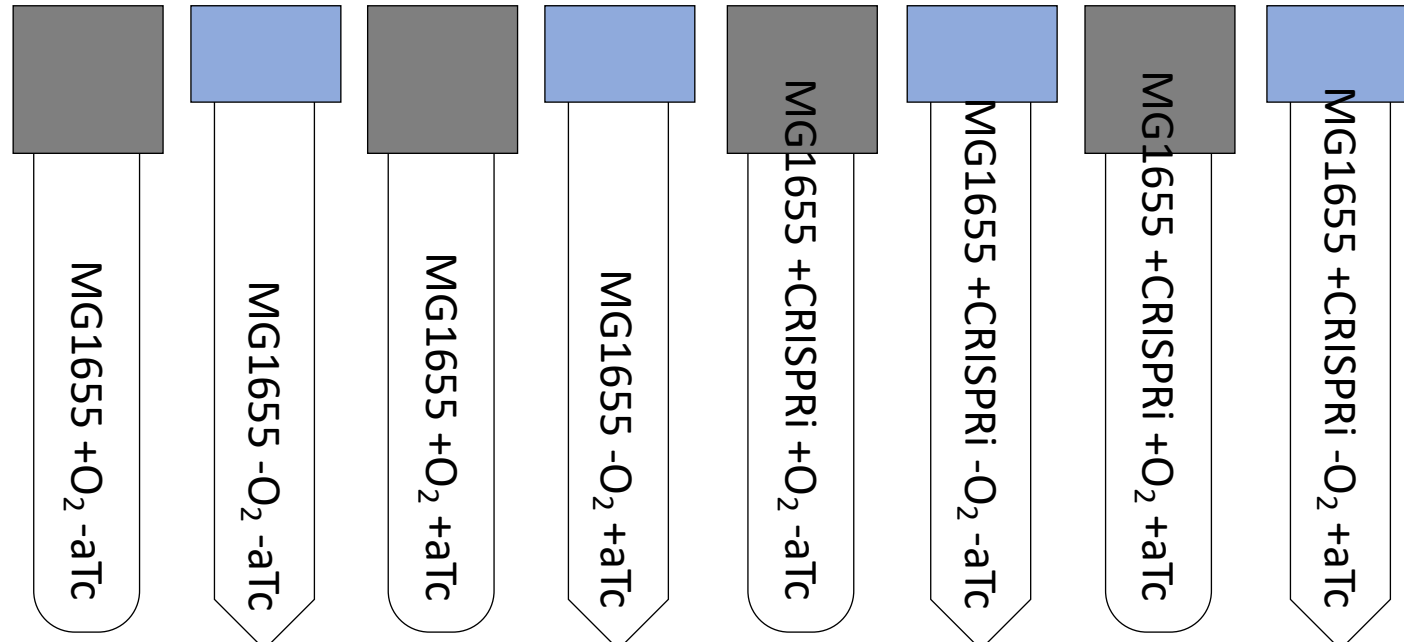 MG1655 +O₂ -aTc
MG1655 -O₂ -aTc
MG1655 +O₂ +aTc
MG1655 -O₂ +aTc
MG1655 +CRISPRi +O₂ -aTc
MG1655 +CRISPRi -O₂ -aTc
MG1655 +CRISPRi +O₂ +aTc
MG1655 +CRISPRi -O₂ +aTc